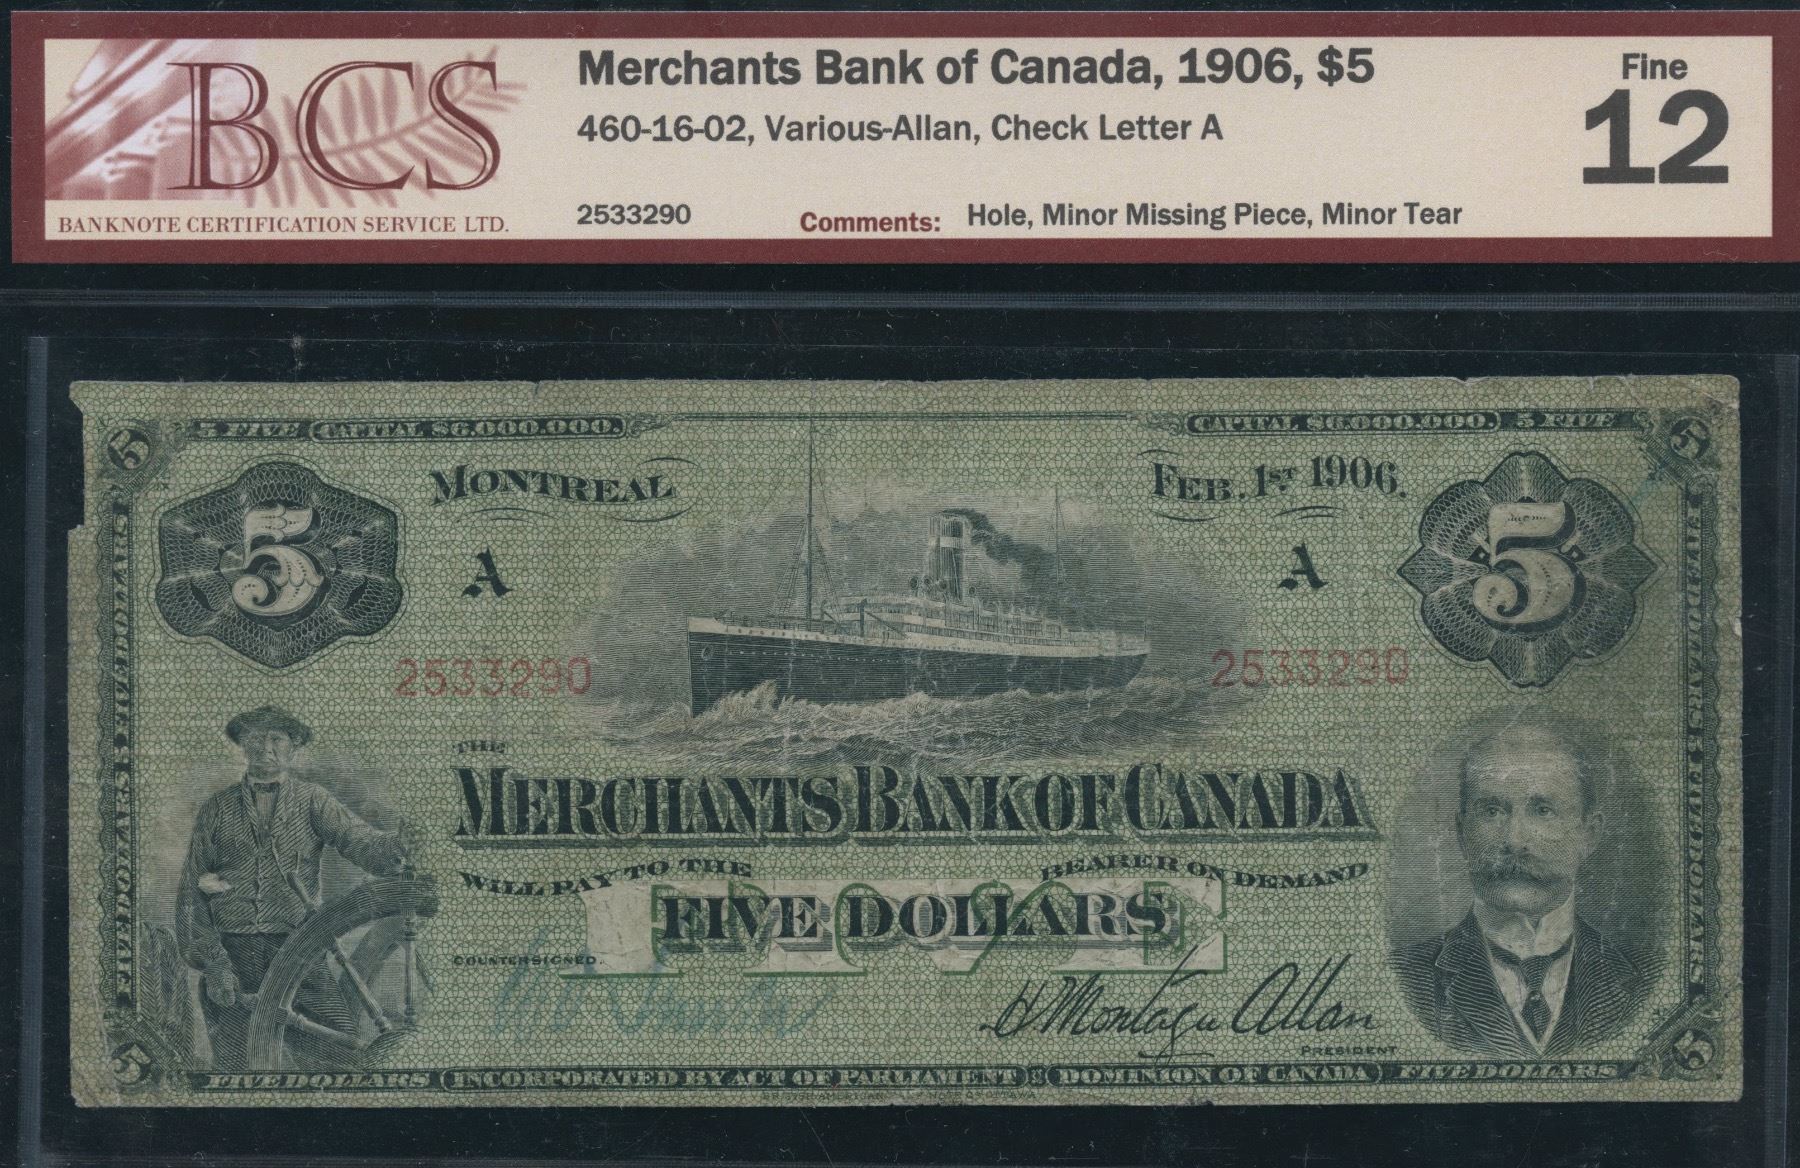 BCS
BANKNOTE CERTIFICATION SERVICE LTD.
Merchants Bank of Canada, 1906, $5
460-16-02, Various-Allan, Check Letter A
2533290
Comments: Hole, Minor Missing Piece, Minor Tear
Fine
12
5 5 FIVE CAPITAL $6.000.000. CAPITAL $6.000.000. 5 FIVE 5
MONTREAL FEB. 1ST 1906.
5 A A 5
2533290 2533290
THE
MERCHANTS BANK OF CANADA
WILL PAY TO THE BEARER ON DEMAND
FIVE DOLLARS
COUNTERSIGNED.
H Montagu Allan
PRESIDENT
5 FIVE DOLLARS INCORPORATED BY ACT OF PARLIAMENT DOMINION OF CANADA FIVE DOLLARS 5